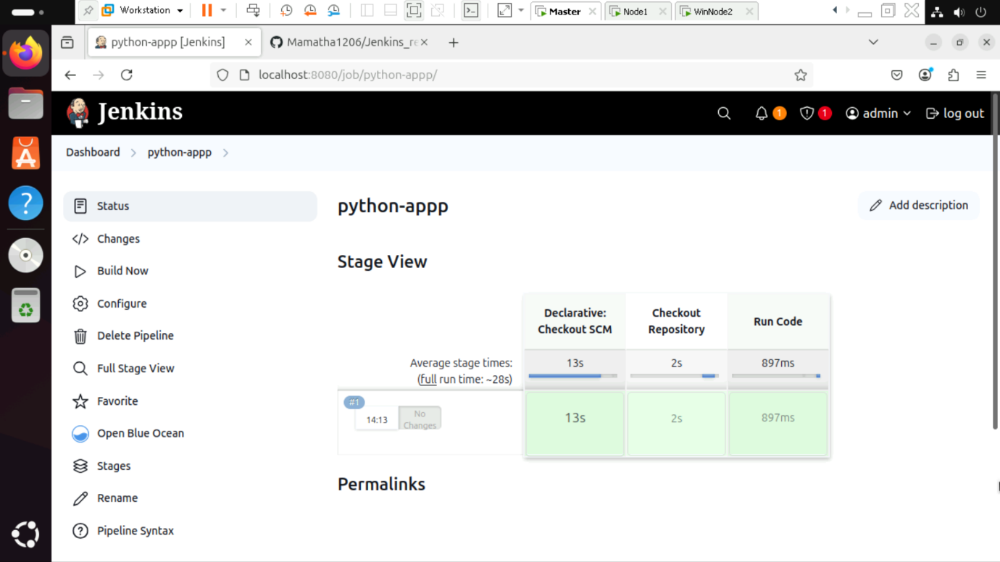 Workstation
Master
Node1
WinNode2
python-appp [Jenkins]
Mamatha1206/Jenkins_re
localhost:8080/job/python-appp/
Jenkins
1
1
admin
log out
Dashboard
python-appp
Status
Changes
Build Now
Configure
Delete Pipeline
Full Stage View
Favorite
Open Blue Ocean
Stages
Rename
Pipeline Syntax
python-appp
Add description
Stage View
Declarative:
Checkout SCM
Checkout
Repository
Run Code
Average stage times:
(full run time: ~28s)
13s
2s
897ms
#1
14:13
No
Changes
13s
2s
897ms
Permalinks